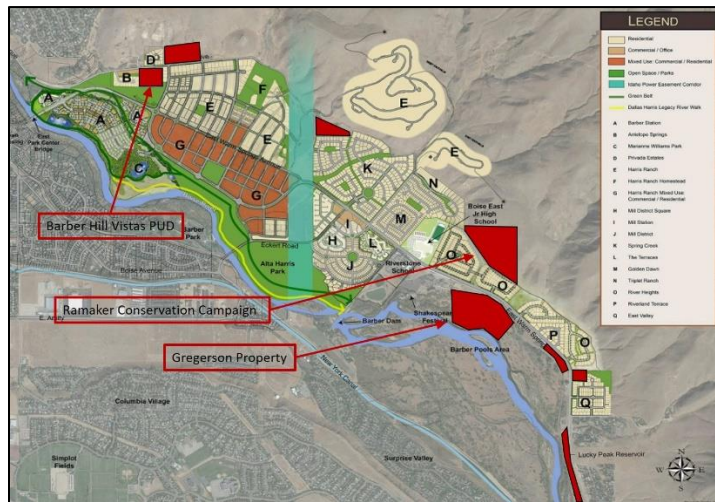 LEGEND
Residential
Commercial / Office
Mixed Use: Commercial / Residential
Open Space / Parks
Idaho Power Easement Corridor
Green Belt
Dallas Harris Legacy River Walk
A Barber Station
B Antelope Springs
C Marianne Williams Park
D Privada Estates
E Harris Ranch
F Harris Ranch Homestead
G Harris Ranch Mixed Use
Commercial / Residential
H Mill District Square
I Mill Station
J Mill District
K Spring Creek
L The Terraces
M Golden Dawn
N Triplet Ranch
O River Heights
P Riverland Terrace
Q East Valley
D
B
F
E
E
A
A
A
E
E
C
G
G
K
N
M
I
H
L
J
O
O
O
P
Q
East
Park Center
Bridge
Barber
Park
Barber Hill Vistas PUD
Eckert Road
Alta Harris
Park
Boise East
Jr High
School
Riverstone
School
Boise Avenue
Ramaker Conservation Campaign
E. Amity
Barber Dam
Shakespeare
Festival
Gregerson Property
Barber Pools Area
New York Canal
Columbia Village
Surprise Valley
Simplot
Fields
Lucky Peak Reservoir
N
W
E
S